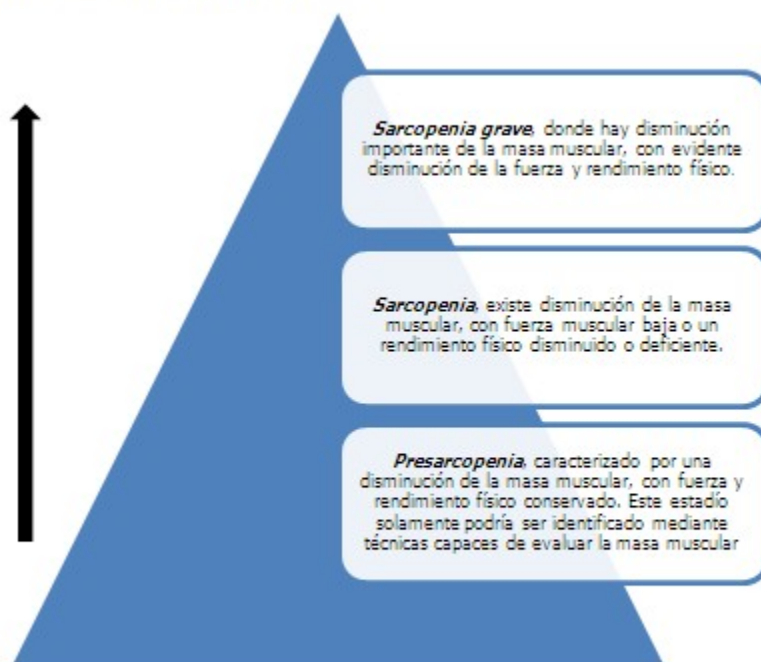 Sarcopenia grave, donde hay disminución
importante de la masa muscular, con evidente
disminución de la fuerza y rendimiento físico.
Sarcopenia, existe disminución de la masa
muscular, con fuerza muscular baja o un
rendimiento físico disminuido o deficiente.
Presarcopenia, caracterizado por una
disminución de la masa muscular, con fuerza y
rendimiento físico conservado. Este estadío
solamente podría ser identificado mediante
técnicas capaces de evaluar la masa muscular